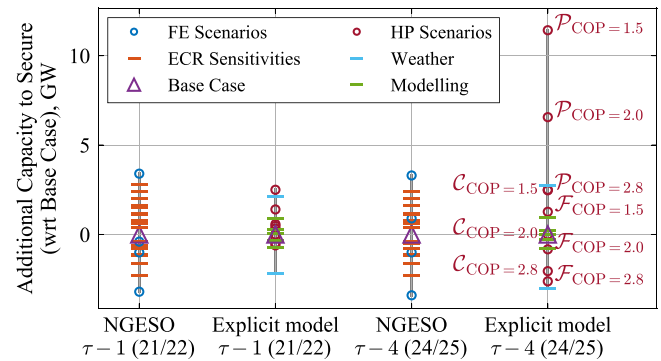 Additional Capacity to Secure
(wrt Base Case), GW
10
5
0
FE Scenarios
ECR Sensitivities
Base Case
HP Scenarios
Weather
Modelling
𝒫COP = 1.5
𝒫COP = 2.0
𝒞COP = 1.5
𝒫COP = 2.8
ℱCOP = 1.5
𝒞COP = 2.0
ℱCOP = 2.0
𝒞COP = 2.8
ℱCOP = 2.8
NGESO
τ − 1 (21/22)
Explicit model
τ − 1 (21/22)
NGESO
τ − 4 (24/25)
Explicit model
τ − 4 (24/25)